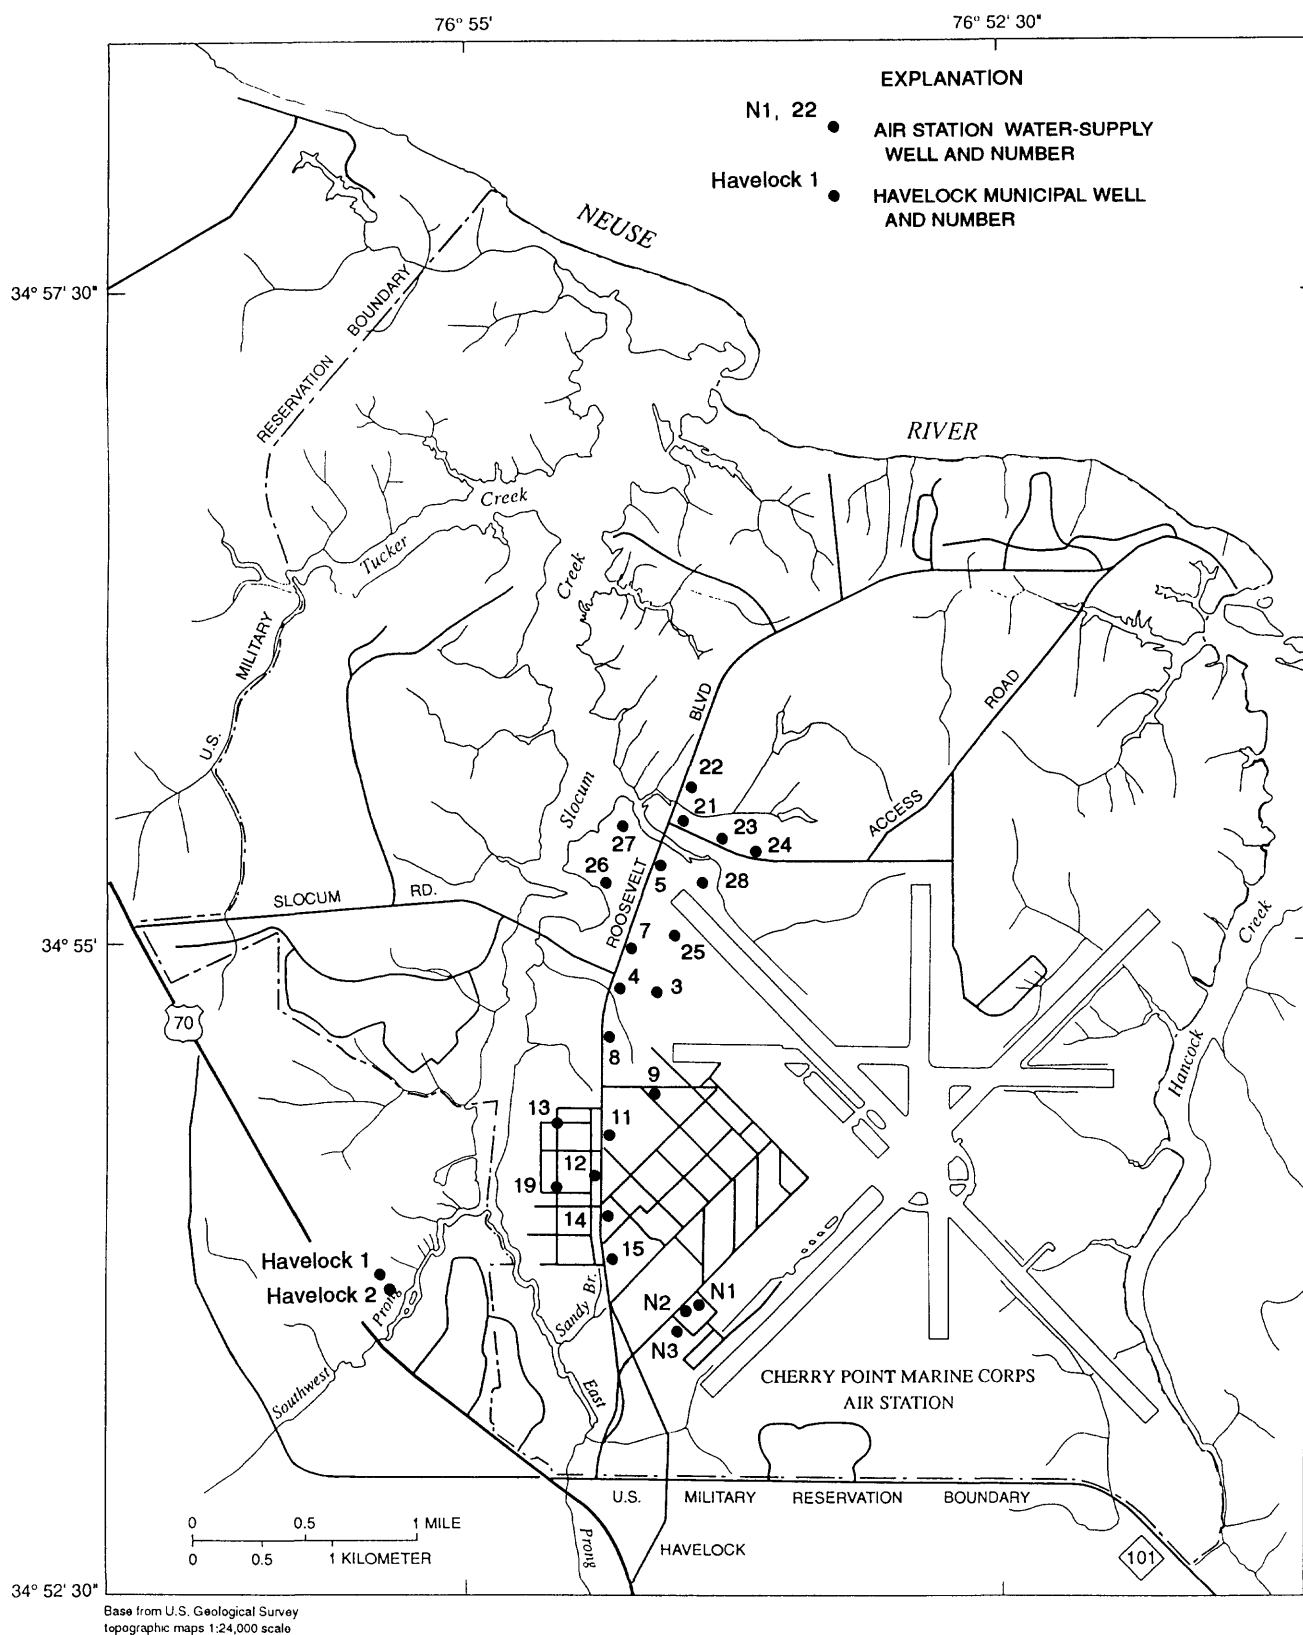 76° 55'
76° 52' 30"
EXPLANATION
N1, 22
AIR STATION WATER-SUPPLY
WELL AND NUMBER
Havelock 1
HAVELOCK MUNICIPAL WELL
AND NUMBER
NEUSE
34° 57' 30"
BOUNDARY
RESERVATION
RIVER
Creek
Tucker
Creek
MILITARY
U.S.
BLVD
ROAD
22
Slocum
21
ACCESS
23
27
24
26
5
28
SLOCUM
RD.
ROOSEVELT
Creek
34° 55'
7
25
4
3
70
8
Hancock
9
13
11
12
19
14
15
Havelock 1
Havelock 2
Prong
Sandy Br.
N2
N1
N3
CHERRY POINT MARINE CORPS
AIR STATION
Southwest
East
U.S. MILITARY RESERVATION BOUNDARY
0 0.5 1 MILE
0 0.5 1 KILOMETER
Prong
HAVELOCK
101
34° 52' 30"
Base from U.S. Geological Survey
topographic maps 1:24,000 scale